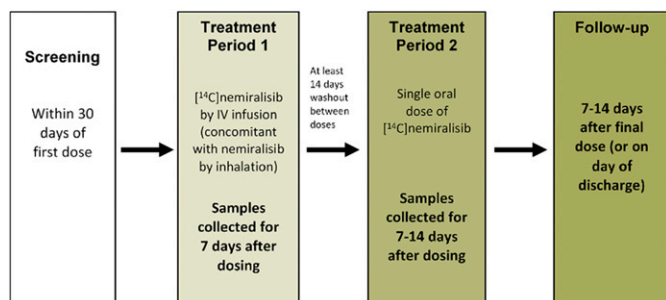 Screening
Within 30
days of
first dose
Treatment
Period 1
[¹⁴C]nemiralisib
by IV infusion
(concomitant
with nemiralisib
by inhalation)
Samples
collected for
7 days after
dosing
At least
14 days
washout
between
doses
Treatment
Period 2
Single oral
dose of
[¹⁴C]nemiralisib
Samples
collected for
7-14 days
after dosing
Follow-up
7-14 days
after final
dose (or on
day of
discharge)